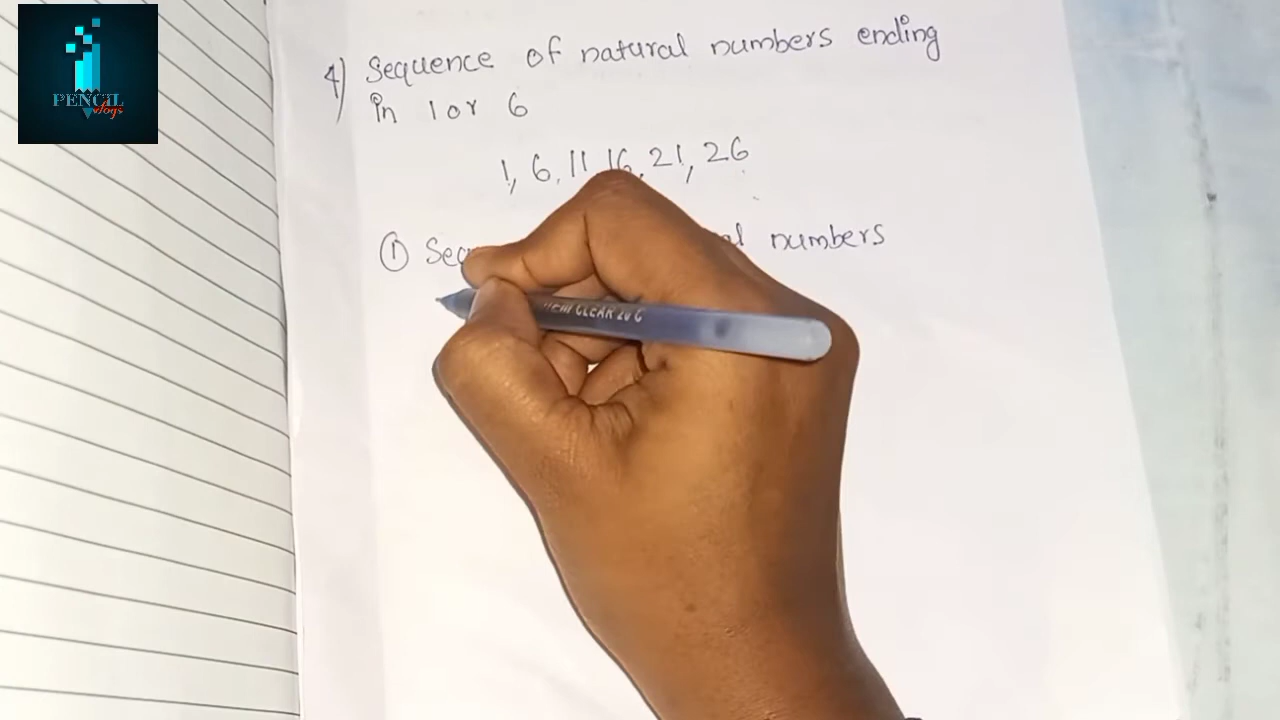 PENCIL
4) Sequence of natural numbers ending
in 1 or 6
1, 6, 11, 16, 21, 26
① numbers